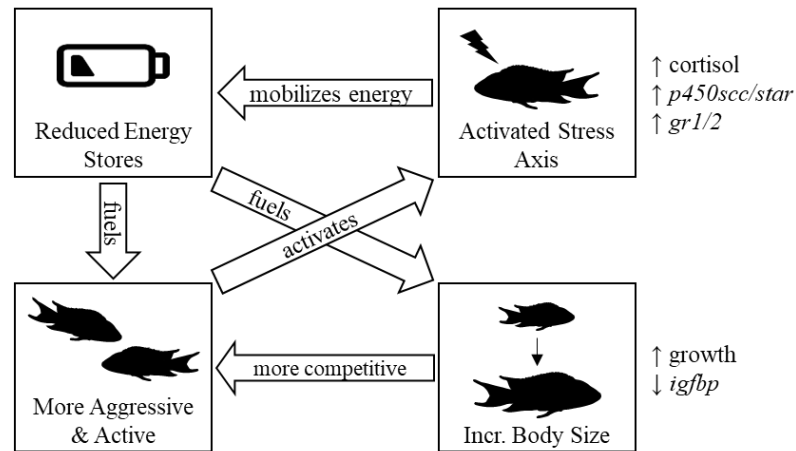 Reduced Energy
Stores
mobilizes energy
Activated Stress
Axis
↑ cortisol
↑ p450scc/star
↑ gr1/2
fuels
fuels
activates
More Aggressive
& Active
more competitive
Incr. Body Size
↑ growth
↓ igfbp